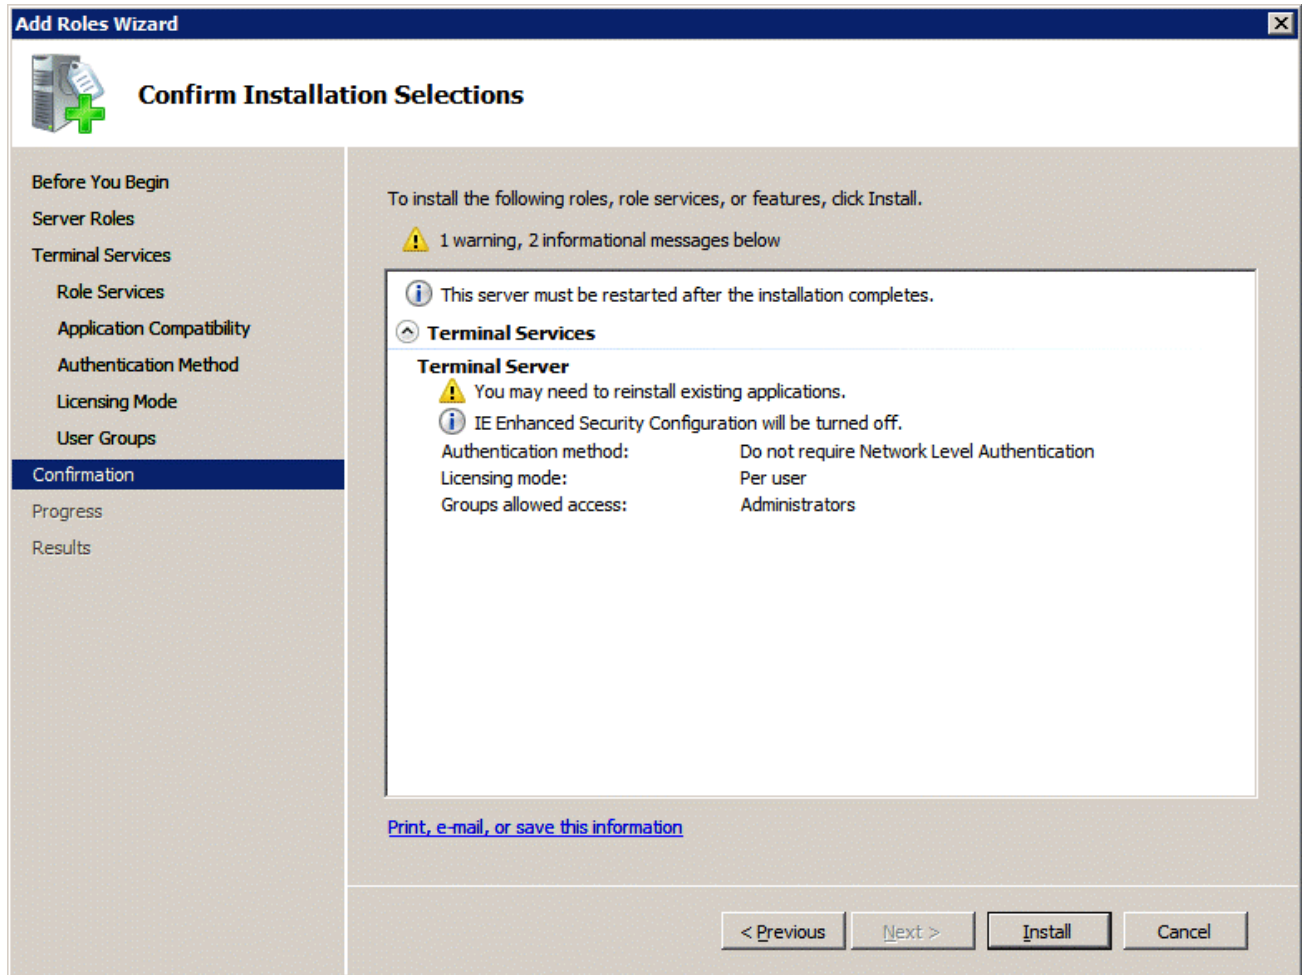 Add Roles Wizard
Confirm Installation Selections
Before You Begin
Server Roles
Terminal Services
Role Services
Application Compatibility
Authentication Method
Licensing Mode
User Groups
Confirmation
Progress
Results
To install the following roles, role services, or features, click Install.
1 warning, 2 informational messages below
This server must be restarted after the installation completes.
Terminal Services
Terminal Server
You may need to reinstall existing applications.
IE Enhanced Security Configuration will be turned off.
Authentication method: Do not require Network Level Authentication
Licensing mode: Per user
Groups allowed access: Administrators
Print, e-mail, or save this information
< Previous Next > Install Cancel